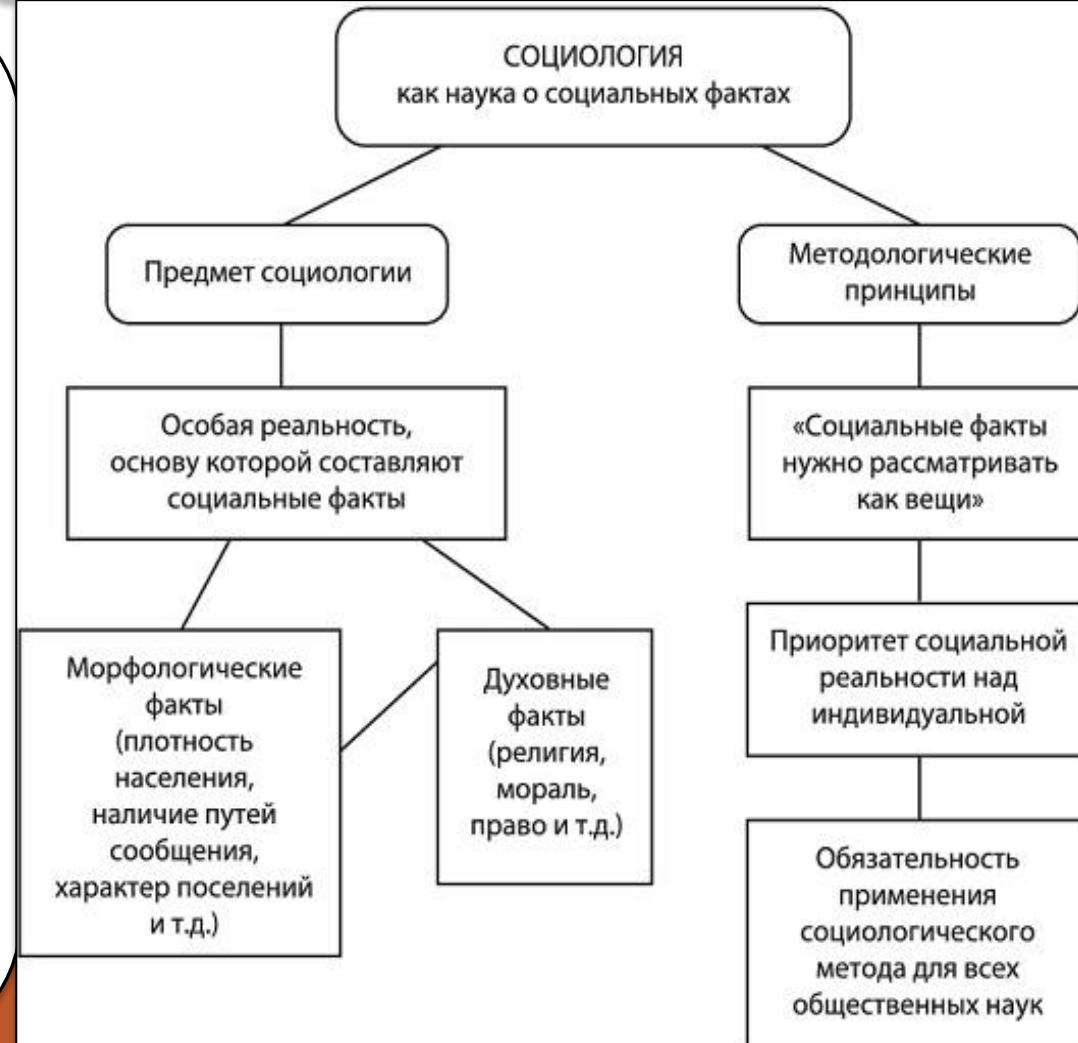 СОЦИОЛОГИЯ
как наука о социальных фактах
Предмет социологии
Особая реальность,
основу которой составляют
социальные факты
Морфологические
факты
(плотность
населения,
наличие путей
сообщения,
характер поселений
и т.д.)
Духовные
факты
(религия,
мораль,
право и т.д.)
Методологические
принципы
«Социальные факты
нужно рассматривать
как вещи»
Приоритет социальной
реальности над
индивидуальной
Обязательность
применения
социологического
метода для всех
общественных наук